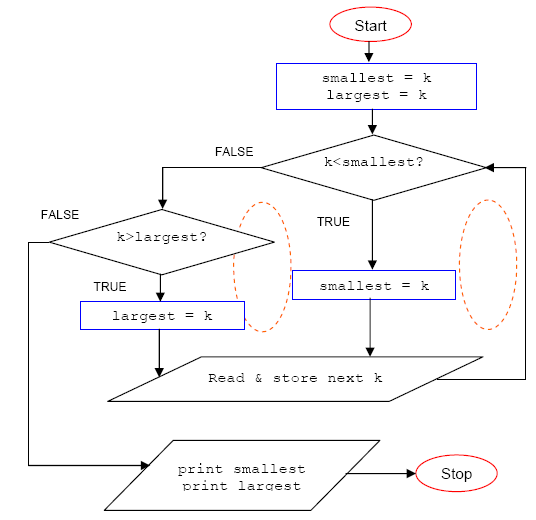 Start
smallest = k
largest = k
k<smallest?
FALSE
TRUE
k>largest?
FALSE
TRUE
smallest = k
largest = k
Read & store next k
print smallest
print largest
Stop